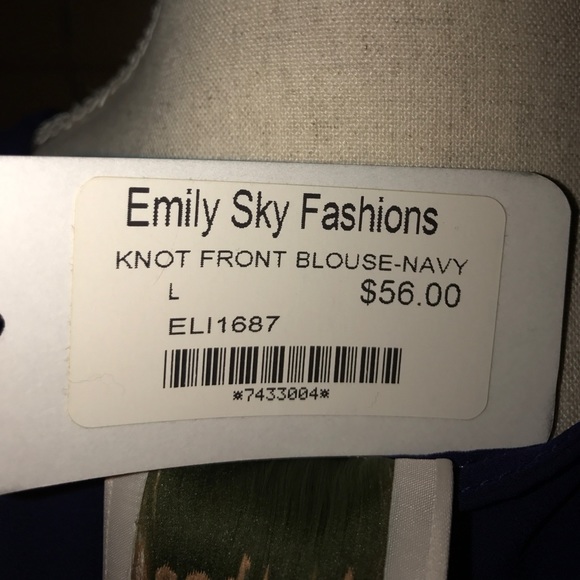 Emily Sky Fashions
KNOT FRONT BLOUSE-NAVY
L $56.00
ELI1687
*7433004*